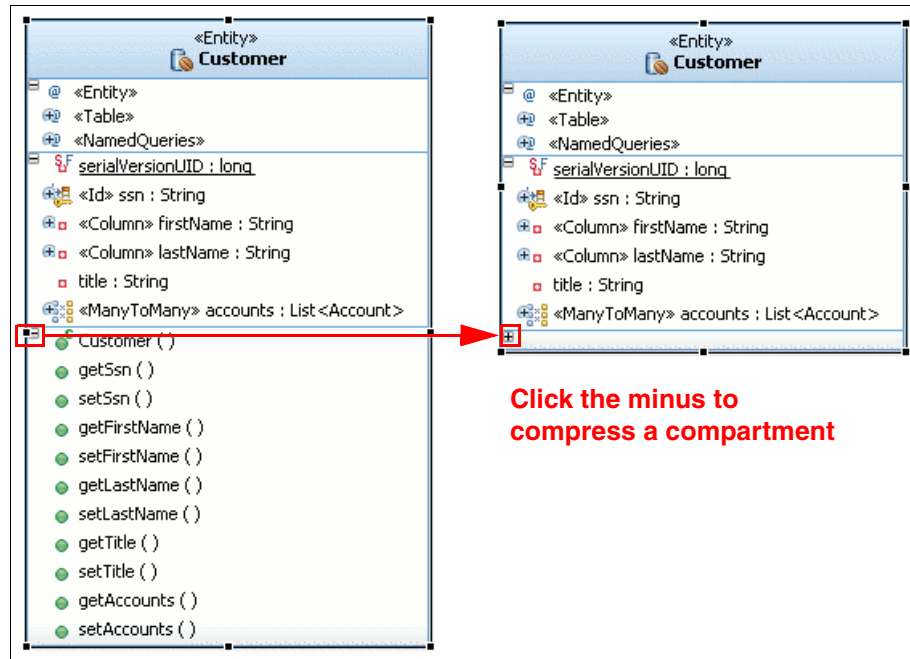 «Entity»
Customer
«Entity»
«Table»
«NamedQueries»
serialVersionUID : long
«Id» ssn : String
«Column» firstName : String
«Column» lastName : String
title : String
«ManyToMany» accounts : List<Account>
Customer ( )
getSsn ( )
setSsn ( )
getFirstName ( )
setFirstName ( )
getLastName ( )
setLastName ( )
getTitle ( )
setTitle ( )
getAccounts ( )
setAccounts ( )
«Entity»
Customer
«Entity»
«Table»
«NamedQueries»
serialVersionUID : long
«Id» ssn : String
«Column» firstName : String
«Column» lastName : String
title : String
«ManyToMany» accounts : List<Account>
Click the minus to
compress a compartment